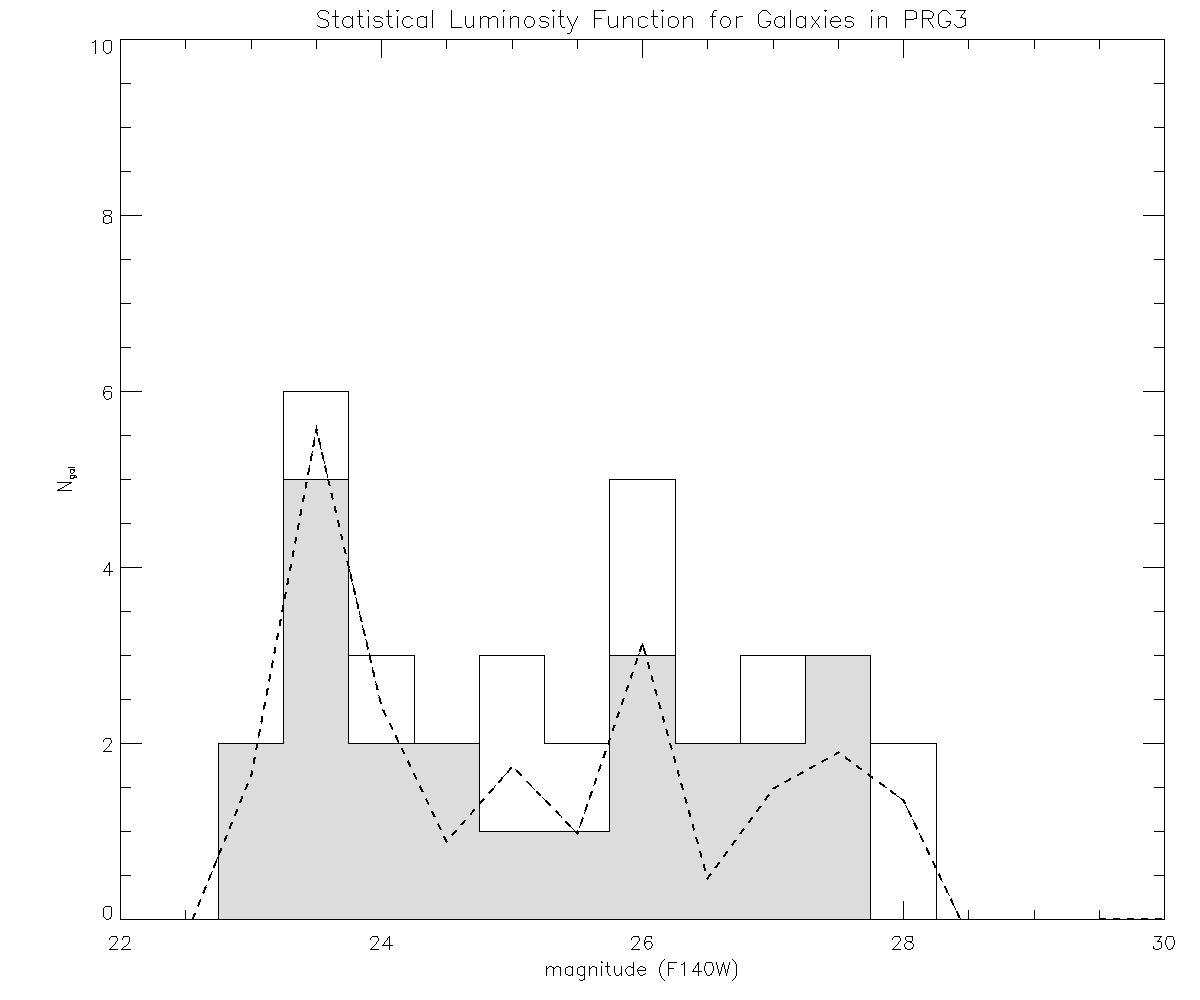 Statistical Luminosity Function for Galaxies in PRG3
10
8
6
4
2
0
N_gal
22 24 26 28 30
magnitude (F140W)